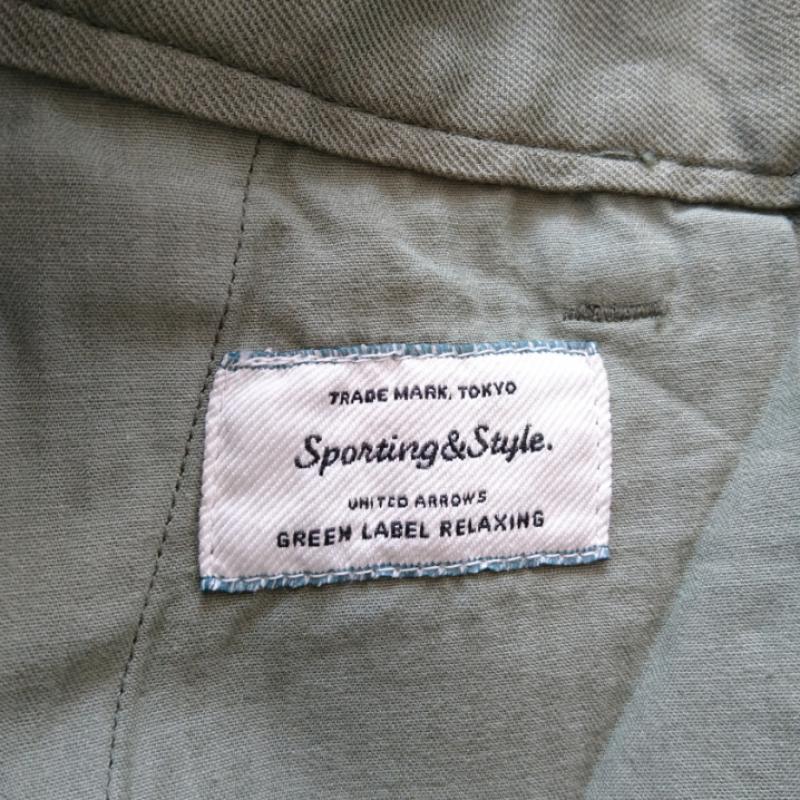 TRADE MARK, TOKYO
Sporting&Style.
UNITED ARROWS
GREEN LABEL RELAXING